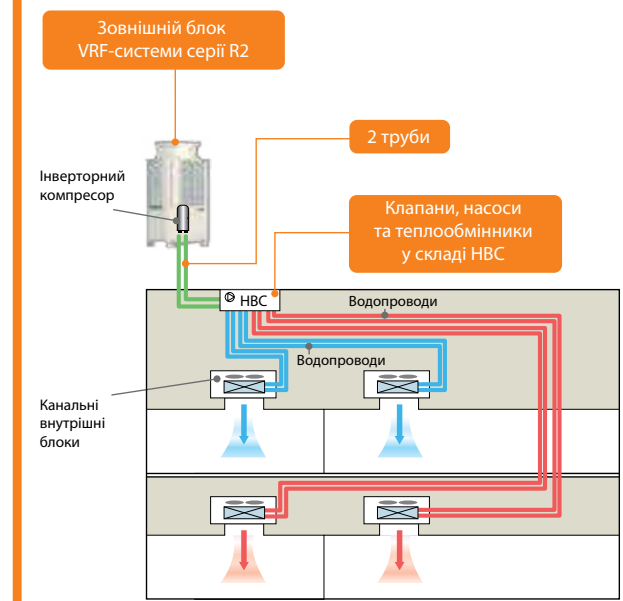 Зовнішній блок
VRF-системи серії R2
2 труби
Інверторний
компресор
Клапани, насоси
та теплообмінники
у складі HBC
HBC
Водопроводи
Водопроводи
Канальні
внутрішні
блоки